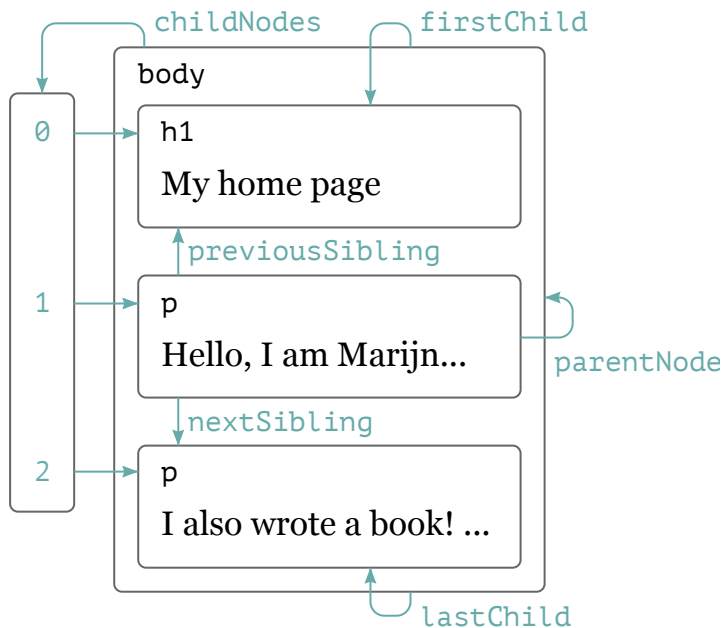 childNodes
firstChild
body
0
h1
My home page
previousSibling
1
p
Hello, I am Marijn...
parentNode
nextSibling
2
p
I also wrote a book! ...
lastChild